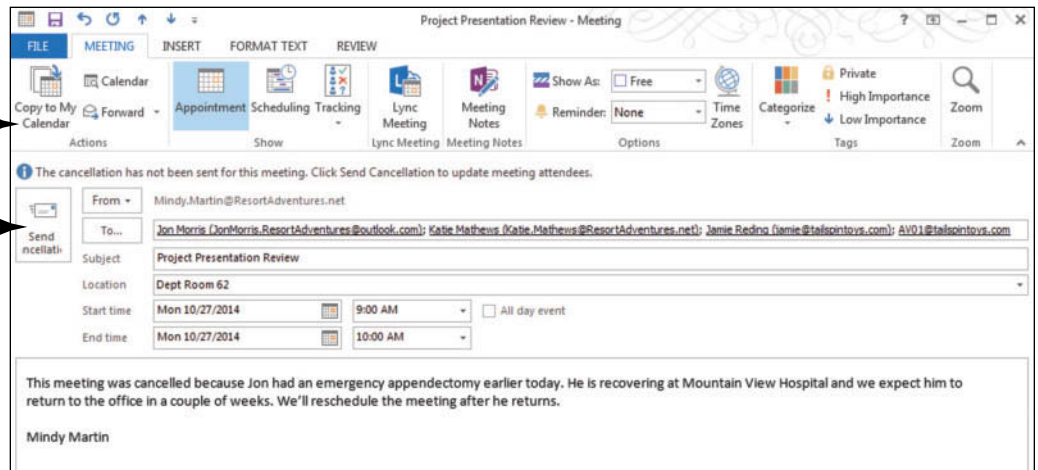 Project Presentation Review - Meeting
?
FILE MEETING INSERT FORMAT TEXT REVIEW
Copy to My Calendar
Calendar
Forward
Actions
Appointment Scheduling Tracking
Show
Lync Meeting
Lync Meeting
Meeting Notes
Meeting Notes
Show As: Free
Reminder: None
Time Zones
Options
Categorize
Private
High Importance
Low Importance
Tags
Zoom
Zoom
The cancellation has not been sent for this meeting. Click Send Cancellation to update meeting attendees.
Send
ncellati
From Mindy.Martin@ResortAdventures.net
To... Jon Morris (JonMorris.ResortAdventures@outlook.com); Katie Mathews (Katie.Mathews@ResortAdventures.net); Jamie Reding (jamie@tailspintoys.com); AV01@tailspintoys.com
Subject Project Presentation Review
Location Dept Room 62
Start time Mon 10/27/2014 9:00 AM All day event
End time Mon 10/27/2014 10:00 AM
This meeting was cancelled because Jon had an emergency appendectomy earlier today. He is recovering at Mountain View Hospital and we expect him to
return to the office in a couple of weeks. We'll reschedule the meeting after he returns.
Mindy Martin